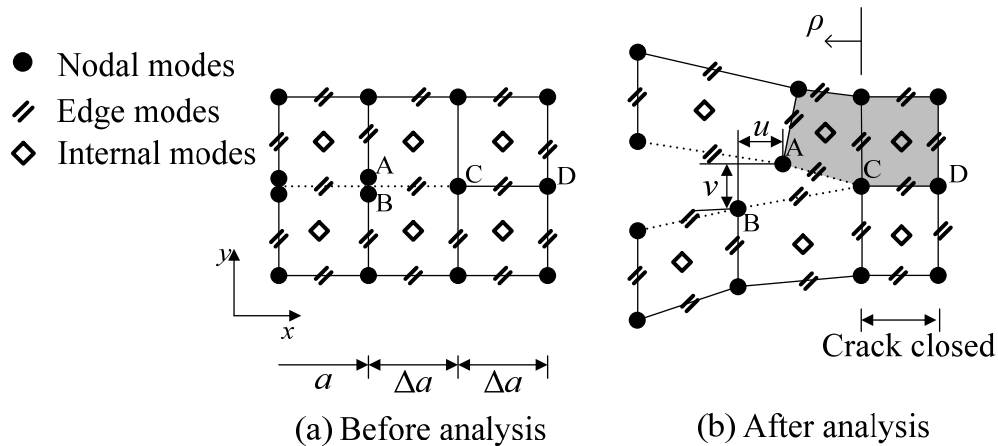 Nodal modes
Edge modes
Internal modes
A
B
C
D
y
x
a
Δa
Δa
(a) Before analysis
ρ
u
A
v
B
C
D
Crack closed
(b) After analysis